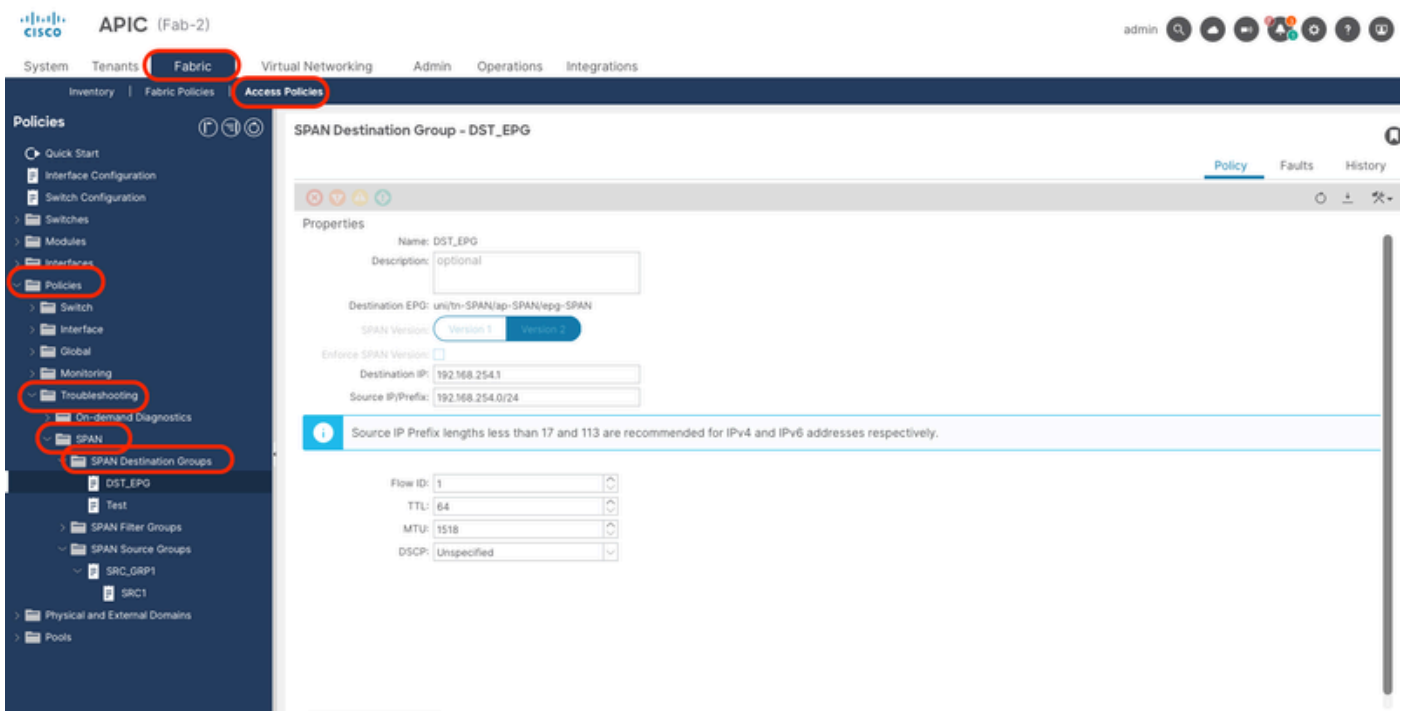 CISCO
APIC (Fab-2)
admin
System Tenants Fabric Virtual Networking Admin Operations Integrations
Inventory | Fabric Policies | Access Policies
Policies
Quick Start
Interface Configuration
Switch Configuration
Switches
Modules
Interfaces
Policies
Switch
Interface
Global
Monitoring
Troubleshooting
On-demand Diagnostics
SPAN
SPAN Destination Groups
DST_EPG
Test
SPAN Filter Groups
SPAN Source Groups
SRC_GRP1
SRC1
Physical and External Domains
Pools
SPAN Destination Group - DST_EPG
Policy Faults History
Properties
Name: DST_EPG
Description: optional
Destination EPG: uni/tn-SPAN/ap-SPAN/epg-SPAN
SPAN Version: Version 1 Version 2
Enforce SPAN Version:
Destination IP: 192.168.254.1
Source IP/Prefix: 192.168.254.0/24
Source IP Prefix lengths less than 17 and 113 are recommended for IPv4 and IPv6 addresses respectively.
Flow ID: 1
TTL: 64
MTU: 1518
DSCP: Unspecified